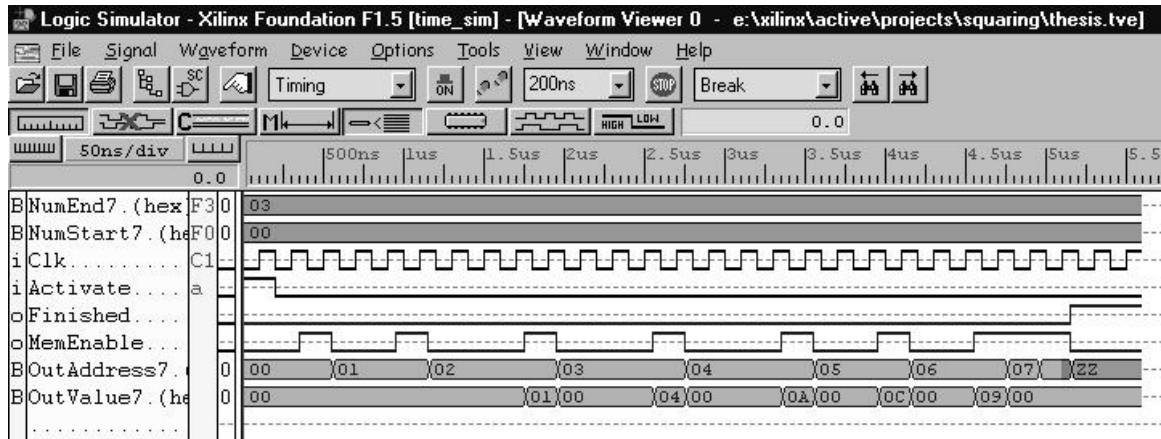 Logic Simulator - Xilinx Foundation F1.5 [time_sim] - [Waveform Viewer 0 - e:\xilinx\active\projects\squaring\thesis.tve]
File Signal Waveform Device Options Tools View Window Help
SC Timing ON 200ns STOP Break
C M HIGH LOW 0.0
50ns/div 500ns 1us 1.5us 2us 2.5us 3us 3.5us 4us 4.5us 5us 5.5
0.0
B NumEnd7.(hex F3 0 03
B NumStart7.(he F0 0 00
i Clk......... C1
i Activate.... a
o Finished....
o MemEnable...
B OutAddress7. 0 00 01 02 03 04 05 06 07 ZZ
B OutValue7.(he 0 00 01 00 04 00 0A 00 0C 00 09 00
............